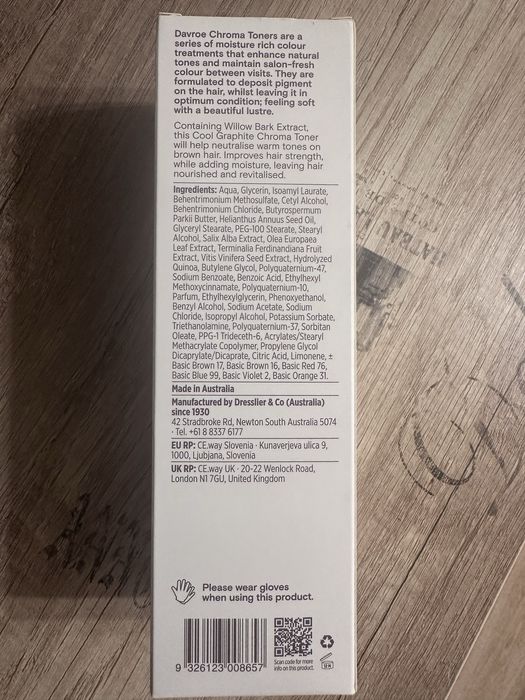 Davroe Chroma Toners are a
series of moisture rich colour
treatments that enhance natural
tones and maintain salon-fresh
colour between visits. They are
formulated to deposit pigment
on the hair, whilst leaving it in
optimum condition; feeling soft
with a beautiful lustre.
Containing Willow Bark Extract,
this Cool Graphite Chroma Toner
will help neutralise warm tones on
brown hair. Improves hair strength,
while adding moisture, leaving hair
nourished and revitalised.
Ingredients: Aqua, Glycerin, Isoamyl Laurate,
Behentrimonium Methosulfate, Cetyl Alcohol,
Behentrimonium Chloride, Butyrospermum
Parkii Butter, Helianthus Annuus Seed Oil,
Glyceryl Stearate, PEG-100 Stearate, Stearyl
Alcohol, Salix Alba Extract, Olea Europaea
Leaf Extract, Terminalia Ferdinandiana Fruit
Extract, Vitis Vinifera Seed Extract, Hydrolyzed
Quinoa, Butylene Glycol, Polyquaternium-47,
Sodium Benzoate, Benzoic Acid, Ethylhexyl
Methoxycinnamate, Polyquaternium-10,
Parfum, Ethylhexylglycerin, Phenoxyethanol,
Benzyl Alcohol, Sodium Acetate, Sodium
Chloride, Isopropyl Alcohol, Potassium Sorbate,
Triethanolamine, Polyquaternium-37, Sorbitan
Oleate, PPG-1 Trideceth-6, Acrylates/Stearyl
Methacrylate Copolymer, Propylene Glycol
Dicaprylate/Dicaprate, Citric Acid, Limonene, ±
Basic Brown 17, Basic Brown 16, Basic Red 76,
Basic Blue 99, Basic Violet 2, Basic Orange 31.
Made in Australia
Manufactured by Dresslier & Co (Australia)
since 1930
42 Stradbroke Rd, Newton South Australia 5074
· Tel. +61 8 8337 6177
EU RP: CE.way Slovenia · Kunaverjeva ulica 9,
1000, Ljubjana, Slovenia
UK RP: CE.way UK · 20-22 Wenlock Road,
London N1 7GU, United Kingdom
Please wear gloves
when using this product.
9 326123 008657
Scan code for more
info on this product.